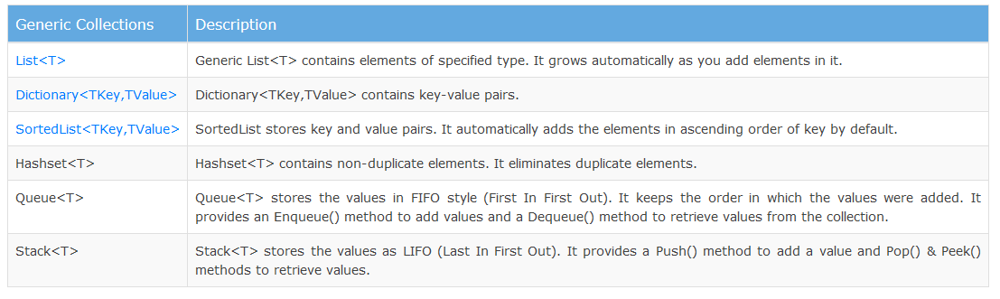 Generic Collections Description
List<T> Generic List<T> contains elements of specified type. It grows automatically as you add elements in it.
Dictionary<TKey,TValue> Dictionary<TKey,TValue> contains key-value pairs.
SortedList<TKey,TValue> SortedList stores key and value pairs. It automatically adds the elements in ascending order of key by default.
Hashset<T> Hashset<T> contains non-duplicate elements. It eliminates duplicate elements.
Queue<T> Queue<T> stores the values in FIFO style (First In First Out). It keeps the order in which the values were added. It
provides an Enqueue() method to add values and a Dequeue() method to retrieve values from the collection.
Stack<T> Stack<T> stores the values as LIFO (Last In First Out). It provides a Push() method to add a value and Pop() & Peek()
methods to retrieve values.